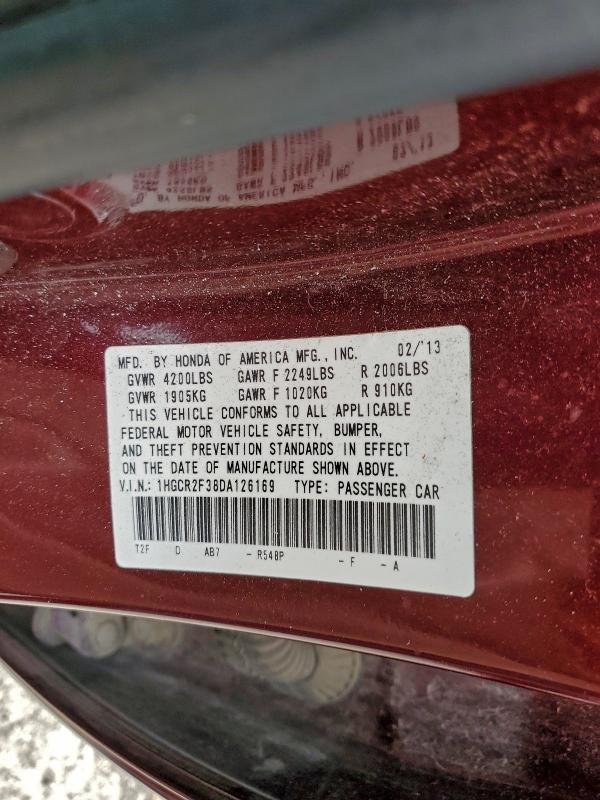 MFD. BY HONDA OF AMERICA MFG., INC. 02/'13
GVWR 4200LBS GAWR F 2249LBS R 2006LBS
GVWR 1905KG GAWR F 1020KG R 910KG
THIS VEHICLE CONFORMS TO ALL APPLICABLE
FEDERAL MOTOR VEHICLE SAFETY, BUMPER,
AND THEFT PREVENTION STANDARDS IN EFFECT
ON THE DATE OF MANUFACTURE SHOWN ABOVE.
V.I.N.: 1HGCR2F38DA126169 TYPE: PASSENGER CAR
T2F D AB7 - R548P - F - A